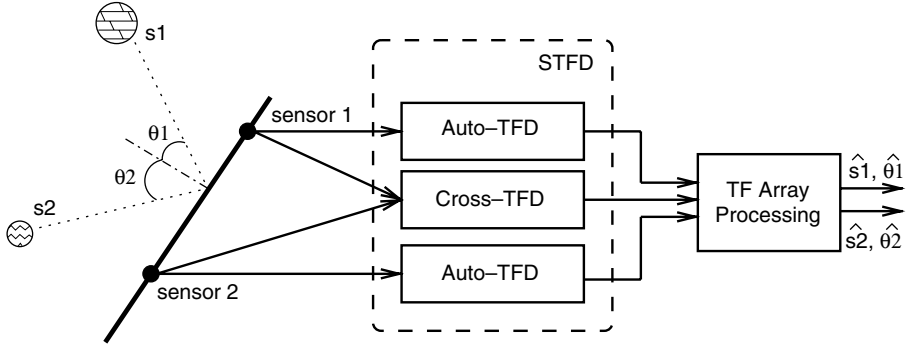 s1
STFD
sensor 1
θ1
Auto–TFD
θ2
s2
Cross–TFD
TF Array
Processing
ŝ1, θ̂1
ŝ2, θ̂2
Auto–TFD
sensor 2